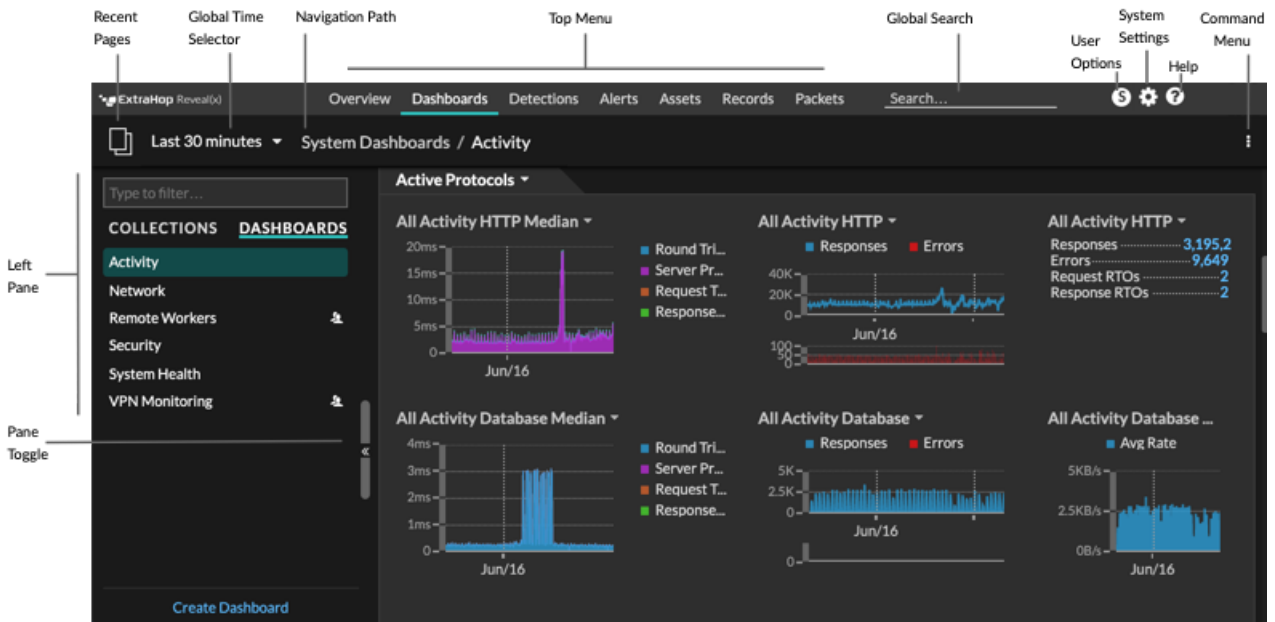 Recent Pages
Global Time Selector
Navigation Path
Top Menu
Global Search
User Options
System Settings
Help
Command Menu
ExtraHop Reveal(x)
Overview Dashboards Detections Alerts Assets Records Packets Search...
S ?
Last 30 minutes System Dashboards / Activity
Left Pane
Pane Toggle
Type to filter...
COLLECTIONS DASHBOARDS
Activity
Network
Remote Workers
Security
System Health
VPN Monitoring
«
Create Dashboard
Active Protocols
All Activity HTTP Median
20ms
15ms
10ms
5ms
0
Jun/16
Round Tri...
Server Pr...
Request T...
Response...
All Activity HTTP
Responses Errors
40K
20K
0
Jun/16
100
50
0
All Activity HTTP
Responses 3,195,2
Errors 9,649
Request RTOs 2
Response RTOs 2
All Activity Database Median
4ms
3ms
2ms
1ms
0
Jun/16
Round Tri...
Server Pr...
Request T...
Response...
All Activity Database
Responses Errors
5K
2.5K
0
Jun/16
0
All Activity Database ...
Avg Rate
5KB/s
2.5KB/s
0B/s
Jun/16